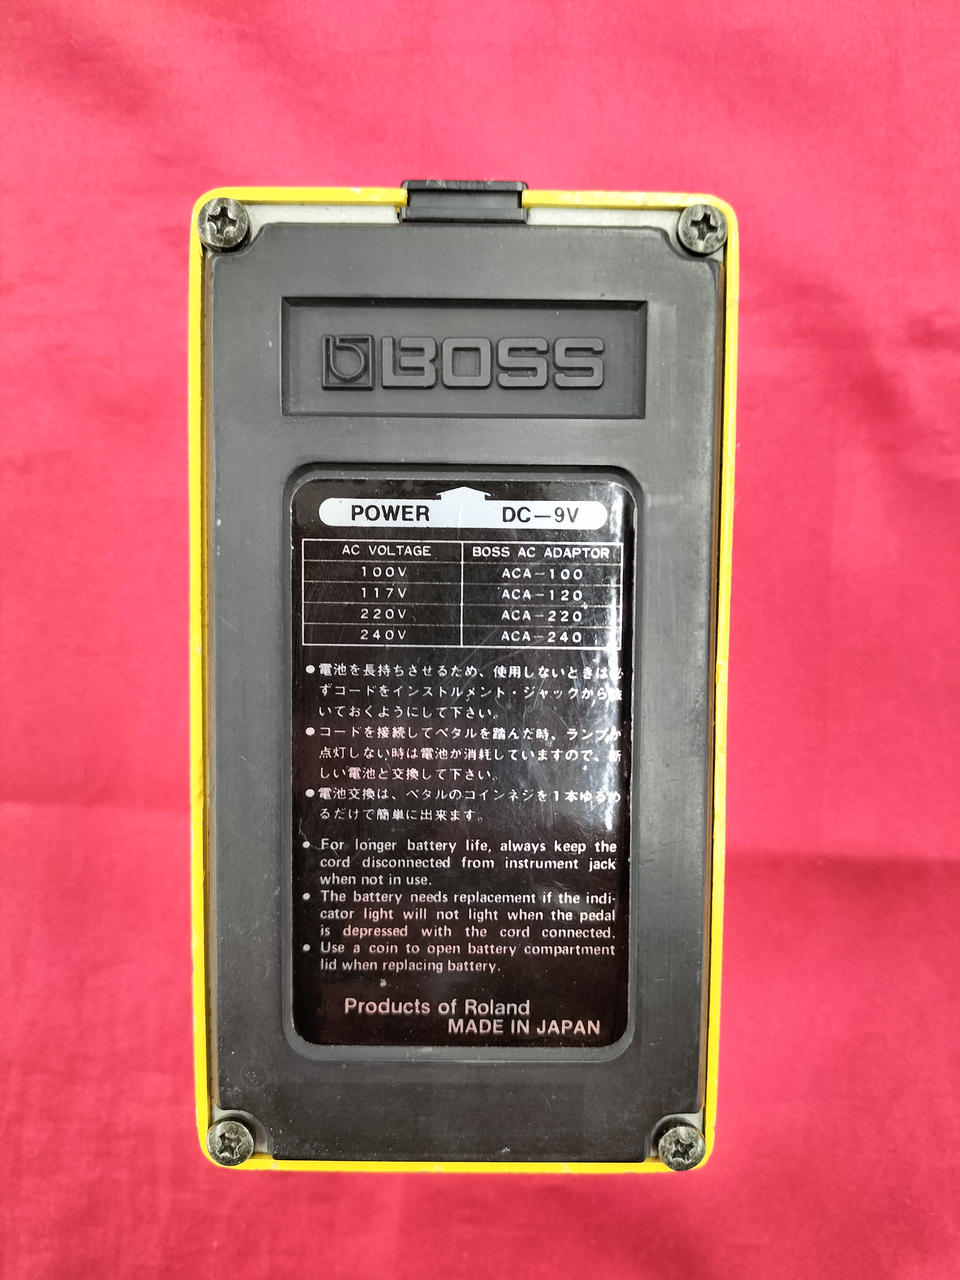 BOSS
POWER DC-9V
AC VOLTAGE BOSS AC ADAPTOR
100V ACA-100
117V ACA-120
220V ACA-220
240V ACA-240
●電池を長持ちさせるため、使用しないときは必
ずコードをインストルメント・ジャックから抜
いておくようにして下さい。
●コードを接続してペタルを踏んだ時、ランプが
点灯しない時は電池が消耗していますので、新
しい電池と交換して下さい。
●電池交換は、ペタルのコインネジを1本ゆるめ
るだけで簡単に出来ます。
● For longer battery life, always keep the
cord disconnected from instrument jack
when not in use.
● The battery needs replacement if the indi-
cator light will not light when the pedal
is depressed with the cord connected.
● Use a coin to open battery compartment
lid when replacing battery.
Products of Roland
MADE IN JAPAN